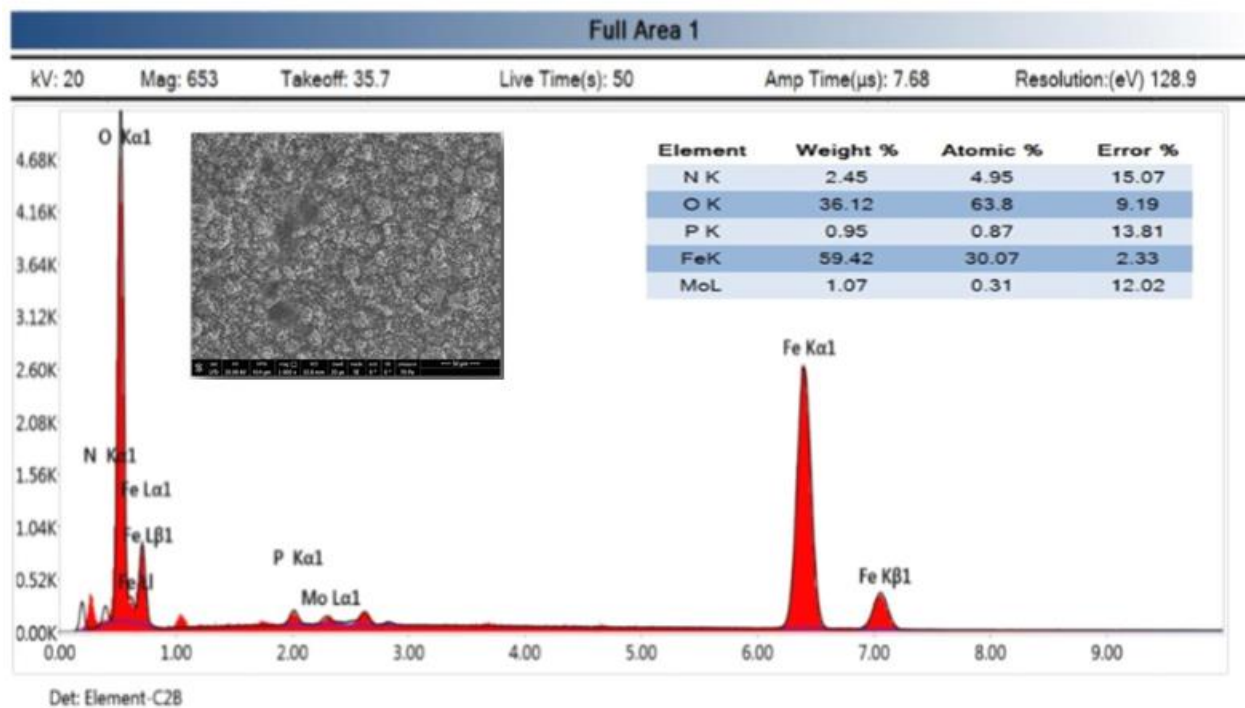 Full Area 1
kV: 20 Mag: 653 Takeoff: 35.7 Live Time(s): 50 Amp Time(µs): 7.68 Resolution:(eV) 128.9
Element Weight % Atomic % Error %
N K 2.45 4.95 15.07
O K 36.12 63.8 9.19
P K 0.95 0.87 13.81
FeK 59.42 30.07 2.33
MoL 1.07 0.31 12.02
O Kα1
N Kα1
Fe Lα1
Fe Lβ1
Fe Ll
P Kα1
Mo Lα1
Fe Kα1
Fe Kβ1
4.68K
4.16K
3.64K
3.12K
2.60K
2.08K
1.56K
1.04K
0.52K
0.00K
0.00 1.00 2.00 3.00 4.00 5.00 6.00 7.00 8.00 9.00
Det: Element-C2B